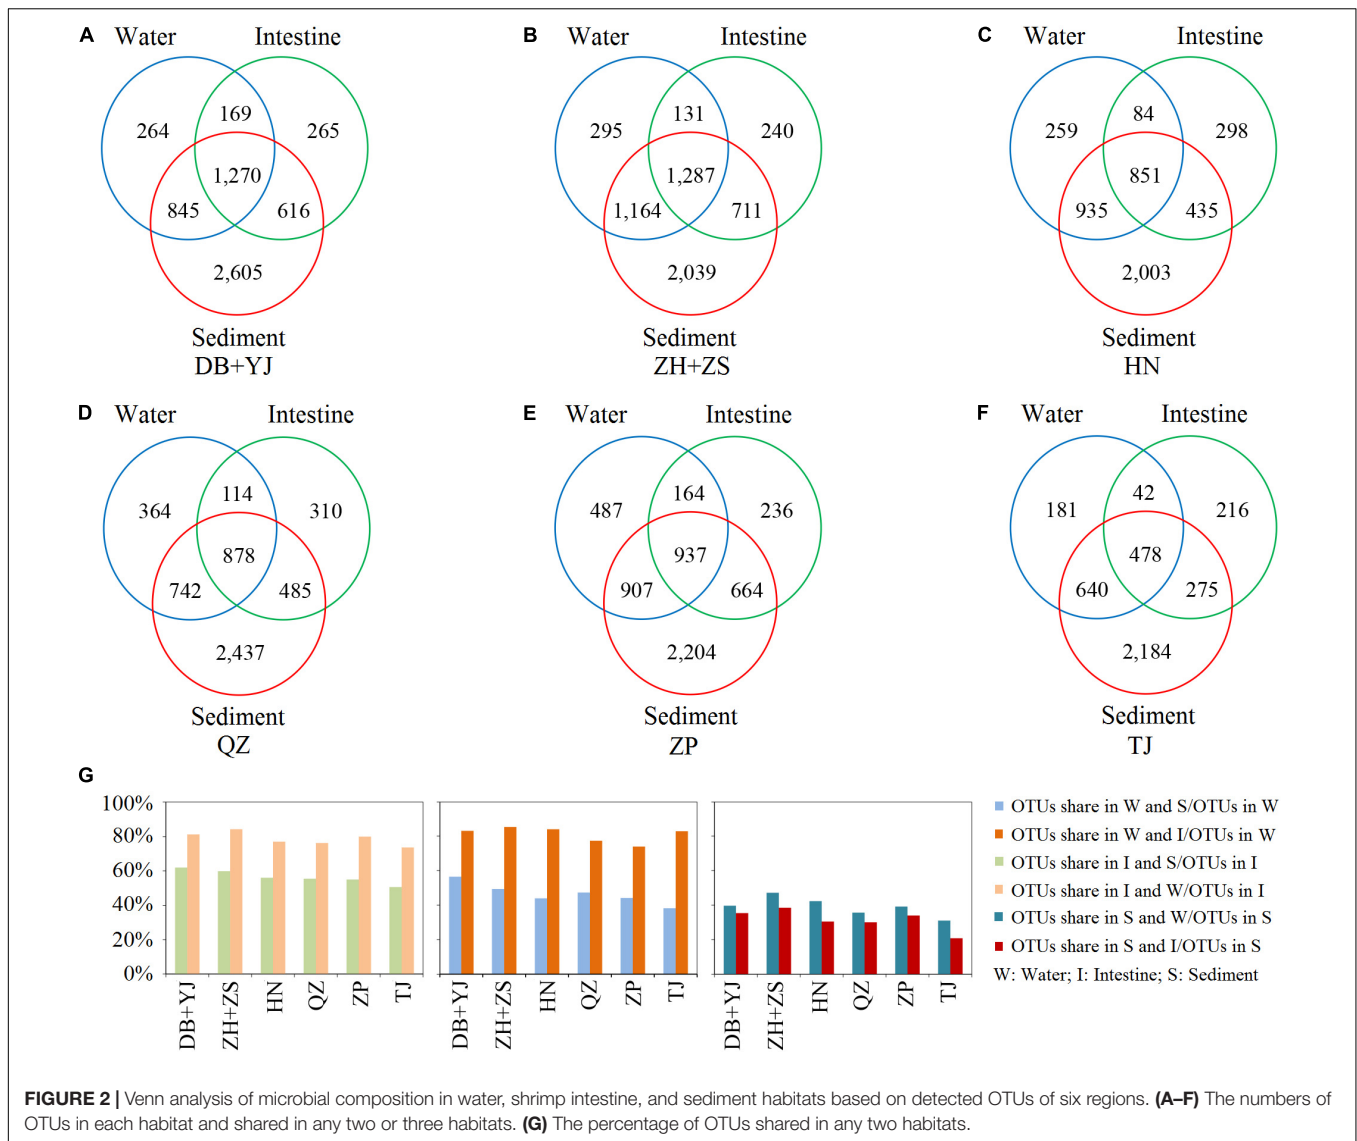 A
Water
Intestine
264
169
265
1,270
845
616
2,605
Sediment
DB+YJ
B
Water
Intestine
295
131
240
1,287
1,164
711
2,039
Sediment
ZH+ZS
C
Water
Intestine
259
84
298
851
935
435
2,003
Sediment
HN
D
Water
Intestine
364
114
310
878
742
485
2,437
Sediment
QZ
E
Water
Intestine
487
164
236
937
907
664
2,204
Sediment
ZP
F
Water
Intestine
181
42
216
478
640
275
2,184
Sediment
TJ
G
100%
80%
60%
40%
20%
0%
DB+YJ
ZH+ZS
HN
QZ
ZP
TJ
DB+YJ
ZH+ZS
HN
QZ
ZP
TJ
DB+YJ
ZH+ZS
HN
QZ
ZP
TJ
OTUs share in W and S/OTUs in W
OTUs share in W and I/OTUs in W
OTUs share in I and S/OTUs in I
OTUs share in I and W/OTUs in I
OTUs share in S and W/OTUs in S
OTUs share in S and I/OTUs in S
W: Water; I: Intestine; S: Sediment
FIGURE 2 | Venn analysis of microbial composition in water, shrimp intestine, and sediment habitats based on detected OTUs of six regions. (A–F) The numbers of
OTUs in each habitat and shared in any two or three habitats. (G) The percentage of OTUs shared in any two habitats.